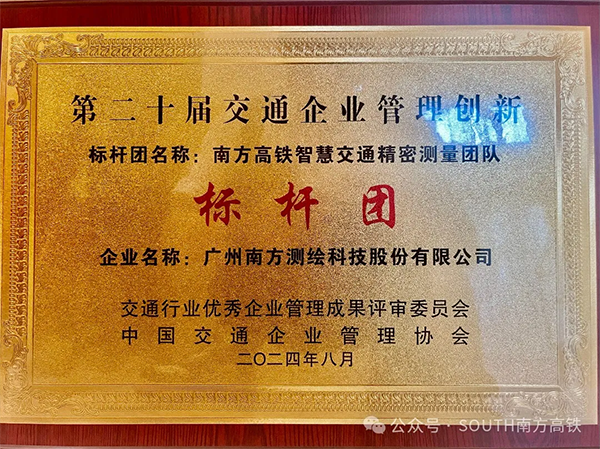 第二十届交通企业管理创新
标杆团名称：南方高铁智慧交通精密测量团队
标杆团
企业名称：广州南方测绘科技股份有限公司
交通行业优秀企业管理成果评审委员会
中国交通企业管理协会
二〇二四年八月
公众号·SOUTH南方高铁